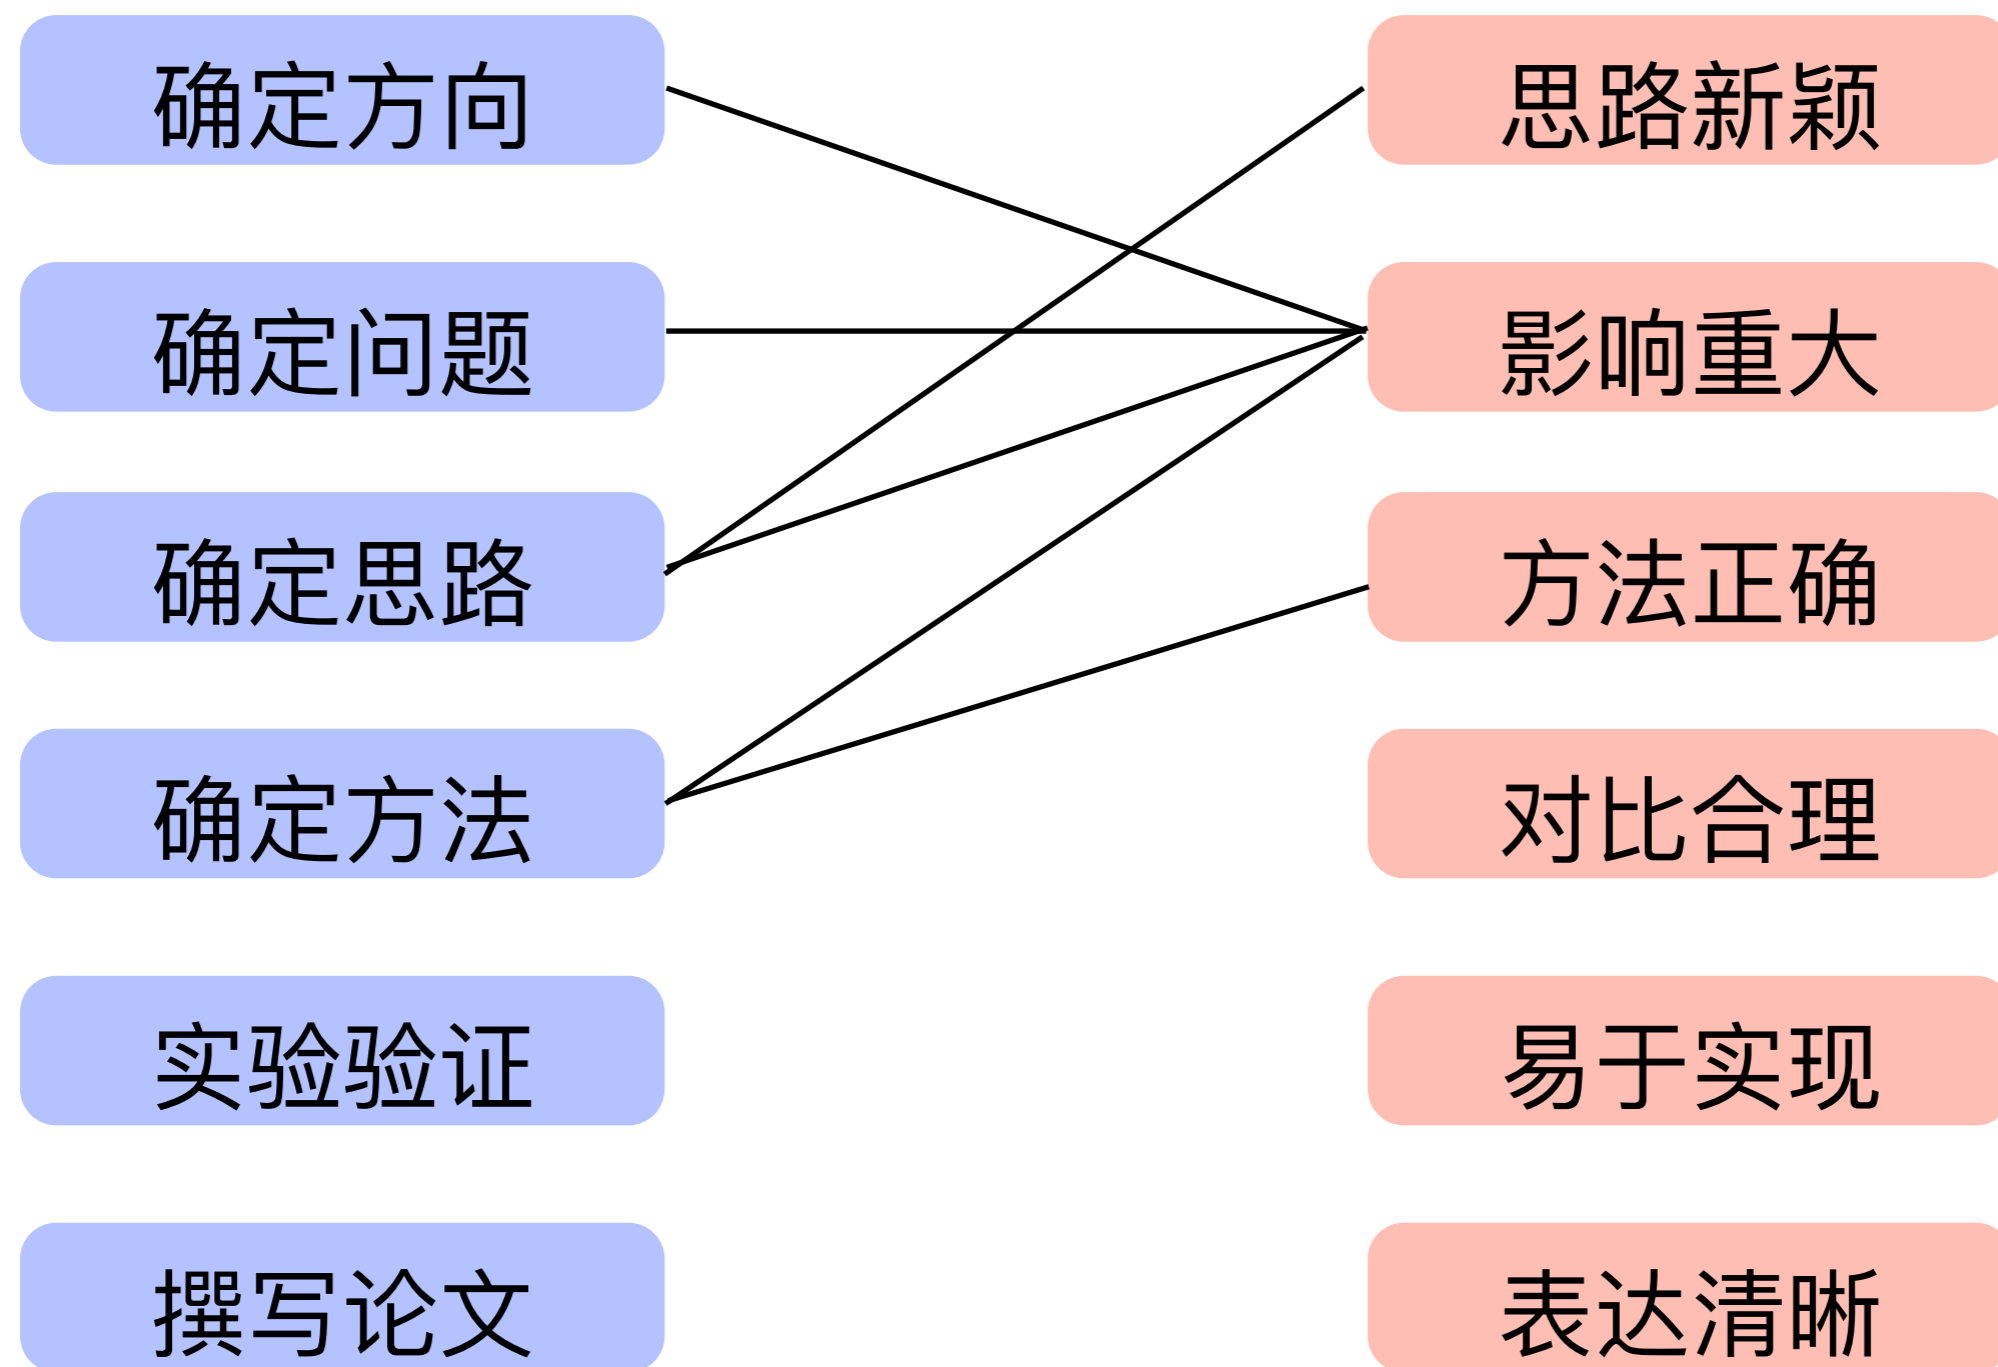 确定方向
思路新颖
确定问题
影响重大
确定思路
方法正确
确定方法
对比合理
实验验证
易于实现
撰写论文
表达清晰